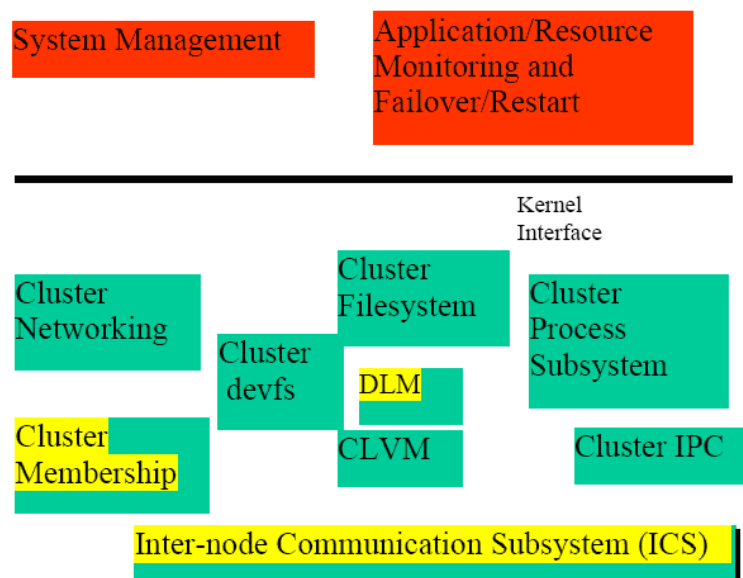 System Management
Application/Resource
Monitoring and
Failover/Restart
Kernel
Interface
Cluster
Networking
Cluster
devfs
Cluster
Filesystem
DLM
CLVM
Cluster
Process
Subsystem
Cluster
Membership
Cluster IPC
Inter-node Communication Subsystem (ICS)